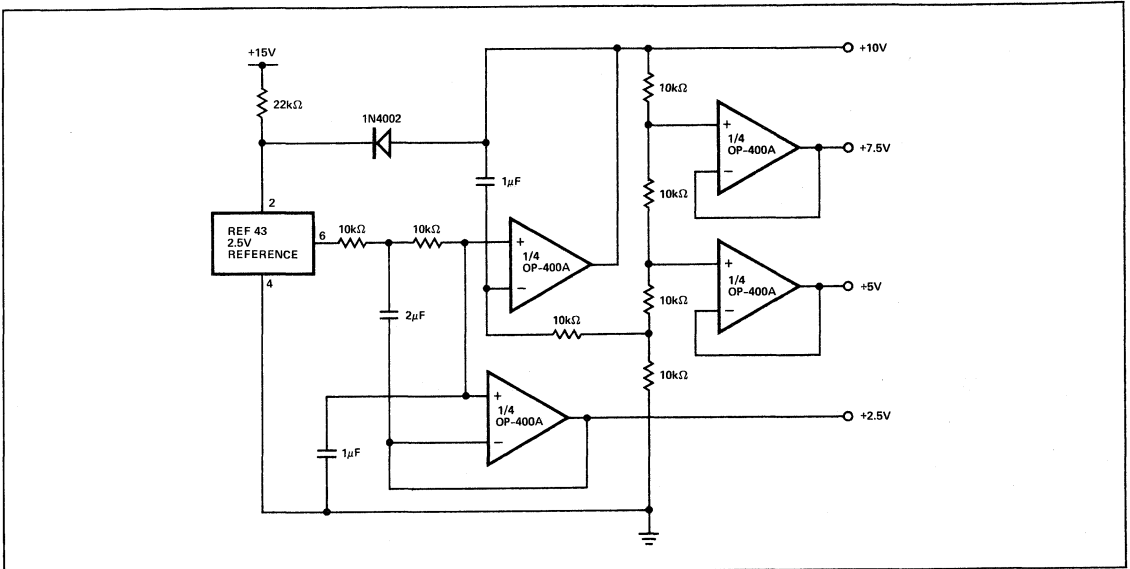 +15V
22kΩ
1N4002
+10V
10kΩ
+
1/4
OP-400A
−
+7.5V
1μF
10kΩ
2
REF 43
2.5V
REFERENCE
6
4
10kΩ
10kΩ
+
1/4
OP-400A
−
+
1/4
OP-400A
−
+5V
10kΩ
2μF
10kΩ
10kΩ
+
1/4
OP-400A
−
+2.5V
1μF